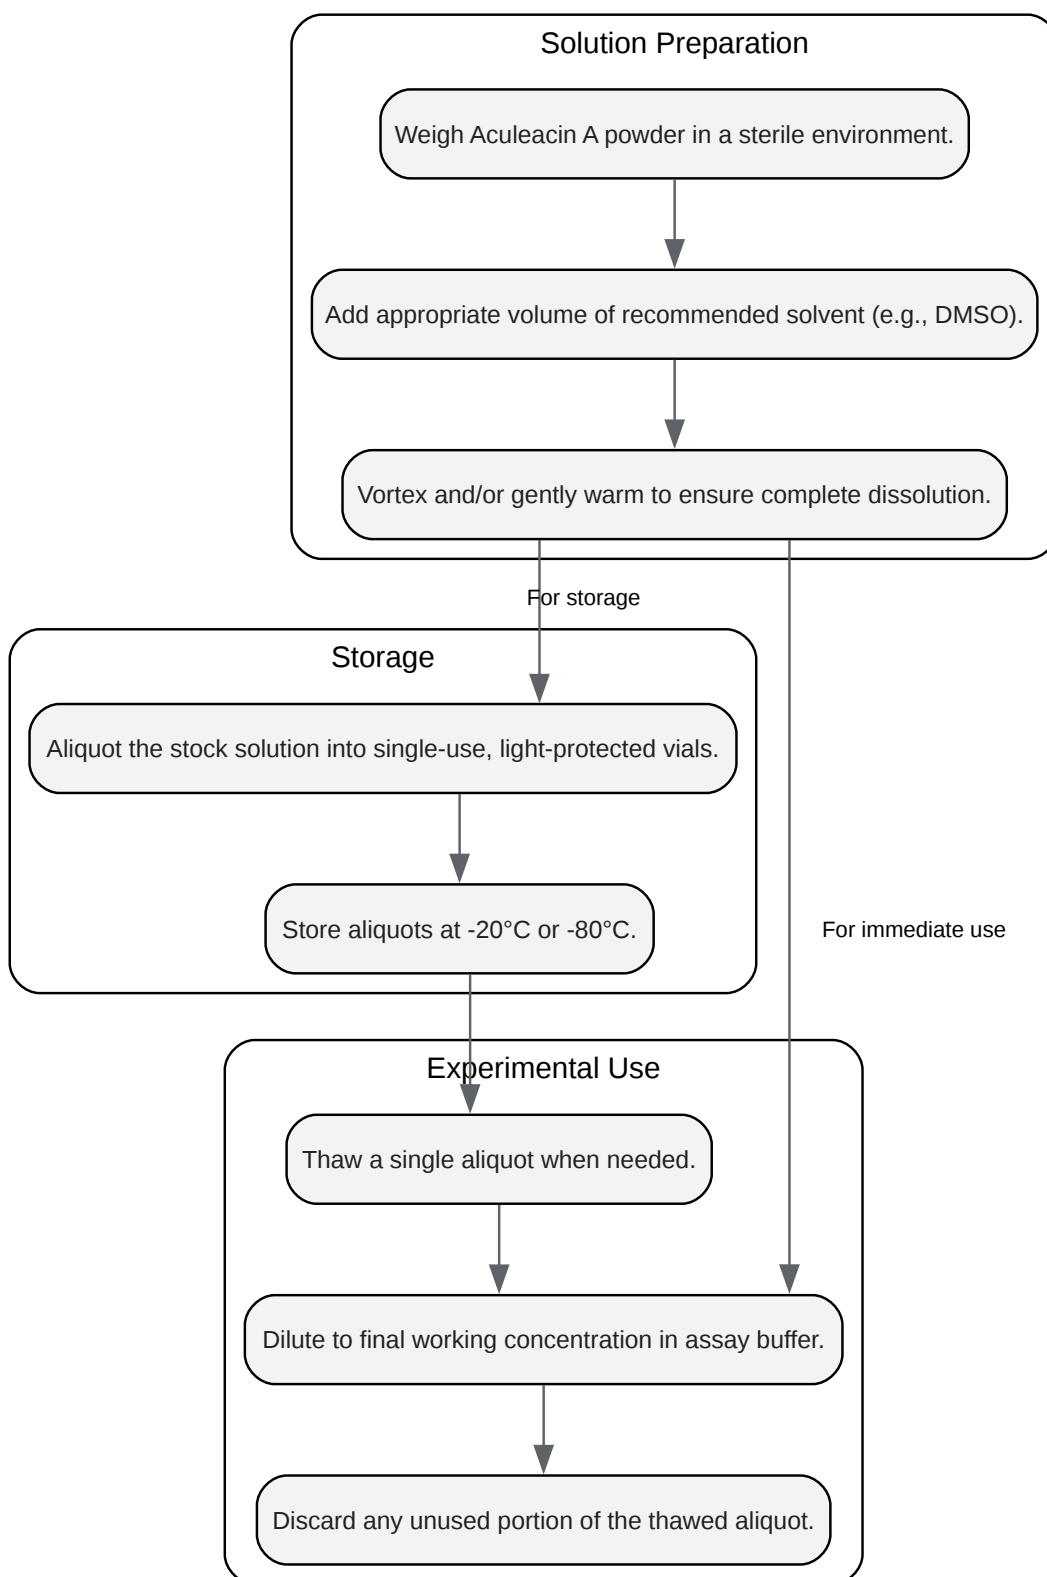 Solution Preparation
Weigh Aculeacin A powder in a sterile environment.
Add appropriate volume of recommended solvent (e.g., DMSO).
Vortex and/or gently warm to ensure complete dissolution.
For storage
Storage
Aliquot the stock solution into single-use, light-protected vials.
Store aliquots at -20°C or -80°C.
For immediate use
Experimental Use
Thaw a single aliquot when needed.
Dilute to final working concentration in assay buffer.
Discard any unused portion of the thawed aliquot.